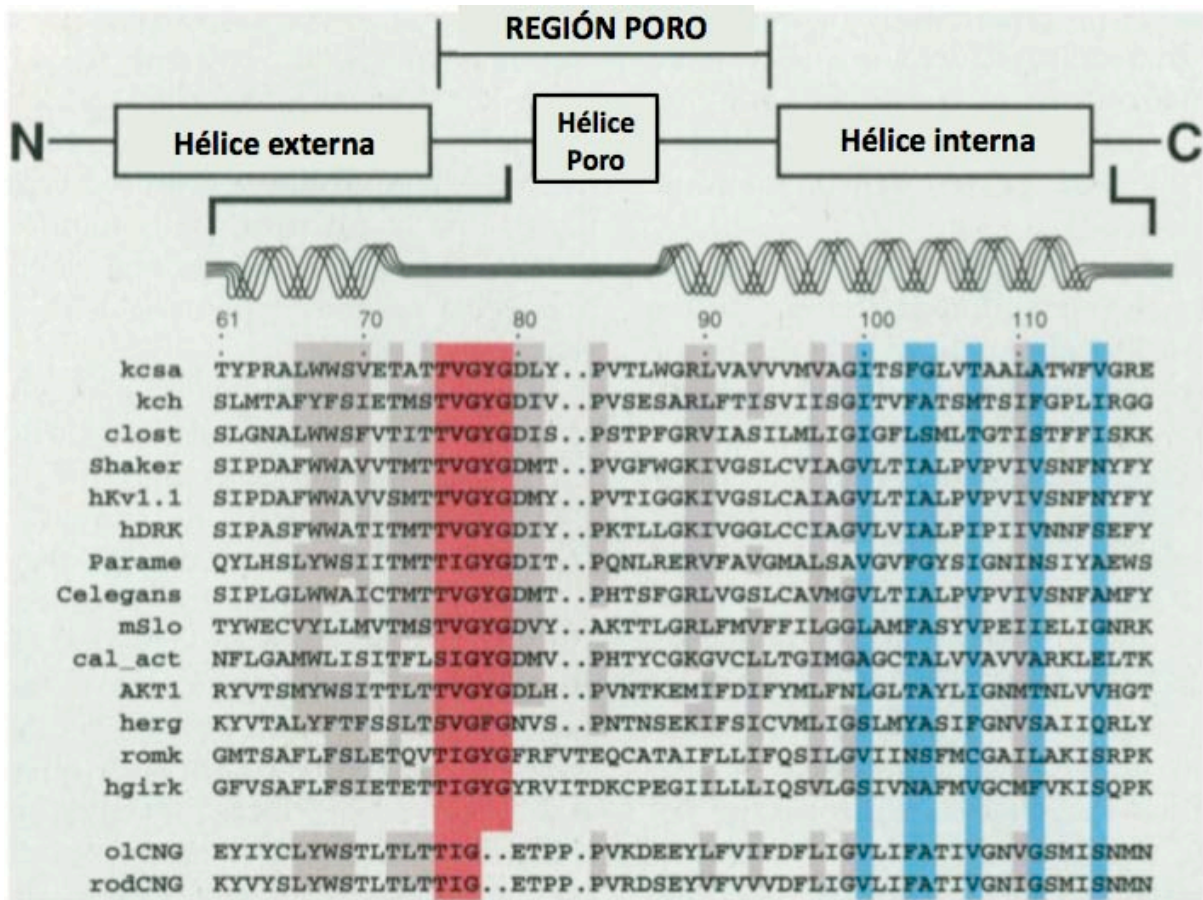 REGIÓN PORO
N Hélice externa Hélice Poro Hélice interna C
61 70 80 90 100 110
kcsa TYPRALWWSVETATTVGYGDLY..PVTLWGRLVAVVVMVAGITSFGLVTAALATWFVGRE
kch SLMTAFYFSIETMSTVGYGDIV..PVSESARLFTISVIISGITVFATSMTSIFGPLIRGG
clost SLGNALWWSFVTITTVGYGDIS..PSTPFGRVIASILMLIGIGFLSMLTGTISTFFISKK
Shaker SIPDAFWWAVVTMTTVGYGDMT..PVGFWGKIVGSLCVIAGVLTIALPVPVIVSNFNYFY
hKv1.1 SIPDAFWWAVVSMTTVGYGDMY..PVTIGGKIVGSLCAIAGVLTIALPVPVIVSNFNYFY
hDRK SIPASFWWATITMTTVGYGDIY..PKTLLGKIVGGLCCIAGVLVIALPIPIIVNNFSEFY
Parame QYLHSLYWSIITMTTIGYGDIT..PQNLRERVFAVGMALSAVGVFGYSIGNINSIYAEWS
Celegans SIPLGLWWAICTMTTVGYGDMT..PHTSFGRLVGSLCAVMGVLTIALPVPVIVSNFAMFY
mSlo TYWECVYLLMVTMSTVGYGDVY..AKTTLGRLFMVFFILGGLAMFASYVPEIIELIGNRK
cal_act NFLGAMWLISITFLSIGYGDMV..PHTYCGKGVCLLTGIMGAGCTALVVAVVARKLELTK
AKT1 RYVTSMYWSITTLTTVGYGDLH..PVNTKEMIFDIFYMLFNLGLTAYLIGNMTNLVVHGT
herg KYVTALYFTFSSLTSVGFGNVS..PNTNSEKIFSICVMLIGSLMYASIFGNVSAIIQRLY
romk GMTSAFLFSLETQVTIGYGFRFVTEQCATAIFLLIFQSILGVIINSFMCGAILAKISRPK
hgirk GFVSAFLFSIETETTIGYGYRVITDKCPEGIILLLIQSVLGSIVNAFMVGCMFVKISQPK
olCNG EYIYCLYWSTLTLTTIG..ETPP.PVKDEEYLFVIFDFLIGVLIFATIVGNVGSMISNMN
rodCNG KYVYSLYWSTLTLTTIG..ETPP.PVRDSEYVFVVVDFLIGVLIFATIVGNIGSMISNMN